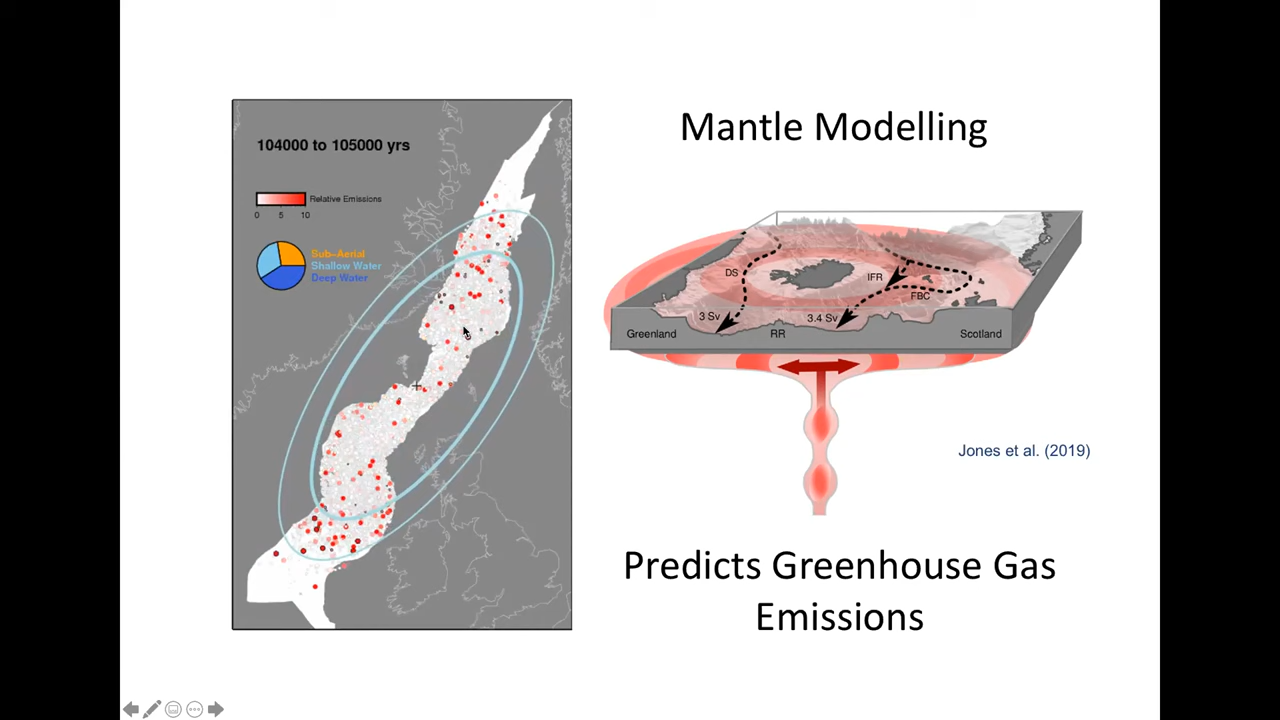 104000 to 105000 yrs
Relative Emissions
0 5 10
Sub-Aerial
Shallow Water
Deep Water
Mantle Modelling
DS
IFR
FBC
3 Sv
3.4 Sv
Greenland
RR
Scotland
Jones et al. (2019)
Predicts Greenhouse Gas
Emissions